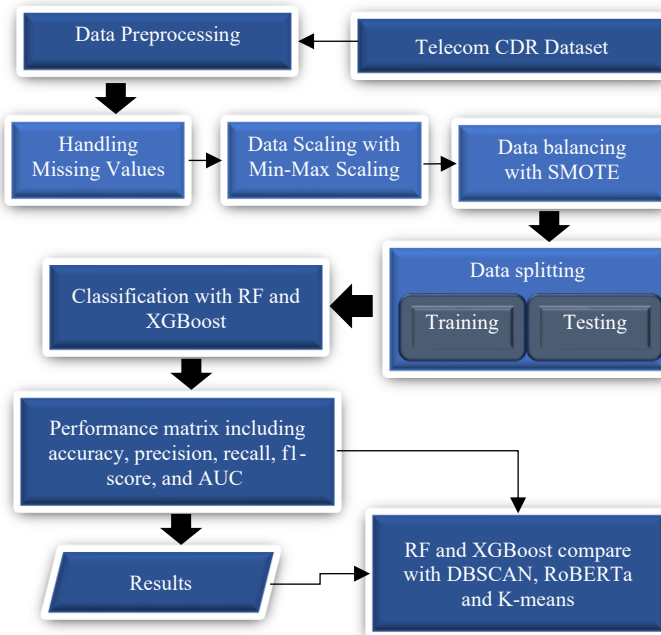 Data Preprocessing
Telecom CDR Dataset
Handling
Missing Values
Data Scaling with
Min-Max Scaling
Data balancing
with SMOTE
Data splitting
Training
Testing
Classification with RF and
XGBoost
Performance matrix including
accuracy, precision, recall, f1-
score, and AUC
Results
RF and XGBoost compare
with DBSCAN, RoBERTa
and K-means